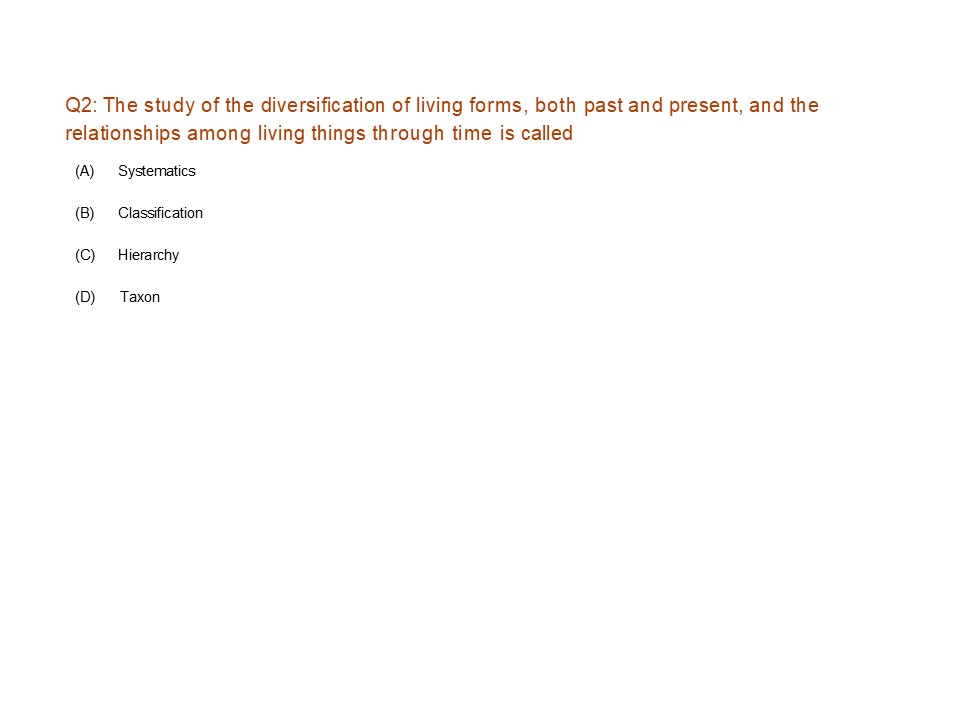 Q2: The study of the diversification of living forms, both past and present, and the
relationships among living things through time is called
(A) Systematics
(B) Classification
(C) Hierarchy
(D) Taxon